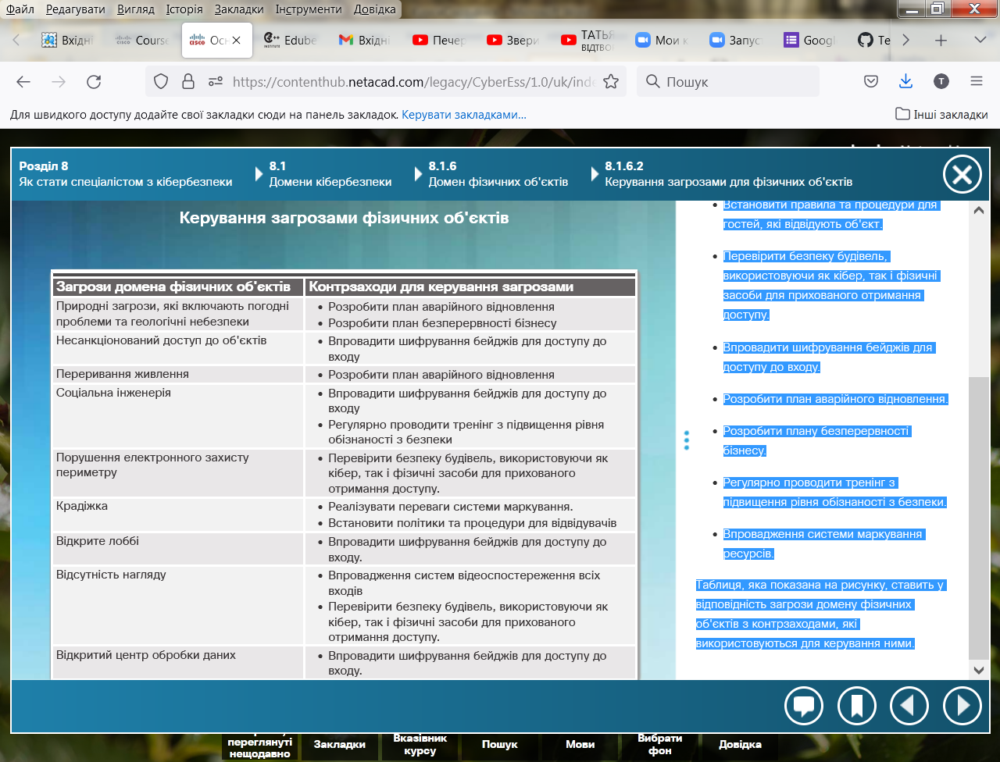 Файл Редагувати Вигляд Історія Закладки Інструменти Довідка
Вхідні Course Осн Edube Вхідні Печер Звери ТАТЬЯ Мои к Запус Googl Te
ВІДТВО
https://contenthub.netacad.com/legacy/CyberEss/1.0/uk/inde Пошук
Для швидкого доступу додайте свої закладки сюди на панель закладок. Керувати закладками... Інші закладки
Розділ 8 8.1 8.1.6 8.1.6.2
Як стати спеціалістом з кібербезпеки Домени кібербезпеки Домен фізичних об'єктів Керування загрозами для фізичних об'єктів
Керування загрозами фізичних об'єктів
Загрози домена фізичних об'єктів Контрзаходи для керування загрозами
Природні загрози, які включають погодні
проблеми та геологічні небезпеки
• Розробити план аварійного відновлення
• Розробити план безперервності бізнесу
Несанкціонований доступ до об'єктів
• Впровадити шифрування бейджів для доступу до
входу
Переривання живлення
• Розробити план аварійного відновлення
Соціальна інженерія
• Впровадити шифрування бейджів для доступу до
входу
• Регулярно проводити тренінг з підвищення рівня
обізнаності з безпеки
Порушення електронного захисту
периметру
• Перевірити безпеку будівель, використовуючи як
кібер, так і фізичні засоби для прихованого
отримання доступу.
Крадіжка
• Реалізувати переваги системи маркування.
• Встановити політики та процедури для відвідувачів
Відкрите лоббі
• Впровадити шифрування бейджів для доступу до
входу.
Відсутність нагляду
• Впровадження систем відеоспостереження всіх
входів
• Перевірити безпеку будівель, використовуючи як
кібер, так і фізичні засоби для прихованого
отримання доступу.
Відкритий центр обробки даних
• Впровадити шифрування бейджів для доступу до
входу.
• Встановити правила та процедури для
гостей, які відвідують об'єкт.
• Перевірити безпеку будівель,
використовуючи як кібер, так і фізичні
засоби для прихованого отримання
доступу.
• Впровадити шифрування бейджів для
доступу до входу.
• Розробити план аварійного відновлення.
• Розробити плану безперервності
бізнесу.
• Регулярно проводити тренінг з
підвищення рівня обізнаності з безпеки.
• Впровадження системи маркування
ресурсів.
Таблиця, яка показана на рисунку, ставить у
відповідність загрози домену фізичних
об'єктів з контрзаходами, які
використовуються для керування ними.
переглянуті
нещодавно
Закладки
Вказівник
курсу
Пошук
Мови
Вибрати
фон
Довідка